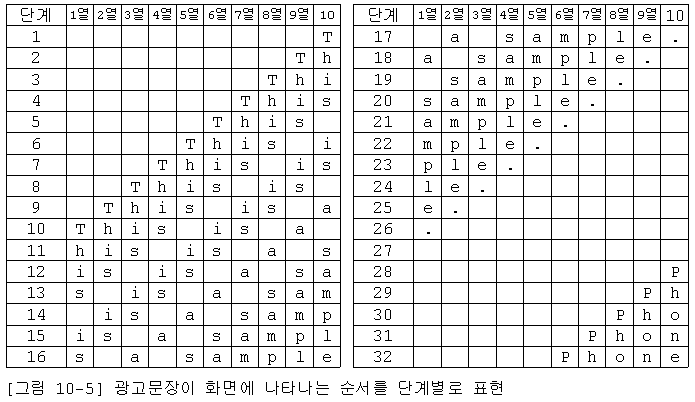 단계 1열 2열 3열 4열 5열 6열 7열 8열 9열 10
1 T
2 T h
3 T h i
4 T h i s
5 T h i s
6 T h i s i
7 T h i s i s
8 T h i s i s
9 T h i s i s a
10 T h i s i s a
11 h i s i s a s
12 i s i s a s a
13 s i s a s a m
14 i s a s a m p
15 i s a s a m p l
16 s a s a m p l e
단계 1열 2열 3열 4열 5열 6열 7열 8열 9열 10
17 a s a m p l e .
18 a s a m p l e .
19 s a m p l e .
20 s a m p l e .
21 a m p l e .
22 m p l e .
23 p l e .
24 l e .
25 e .
26 .
27
28 P
29 P h
30 P h o
31 P h o n
32 P h o n e
[그림 10-5] 광고문장이 화면에 나타나는 순서를 단계별로 표현